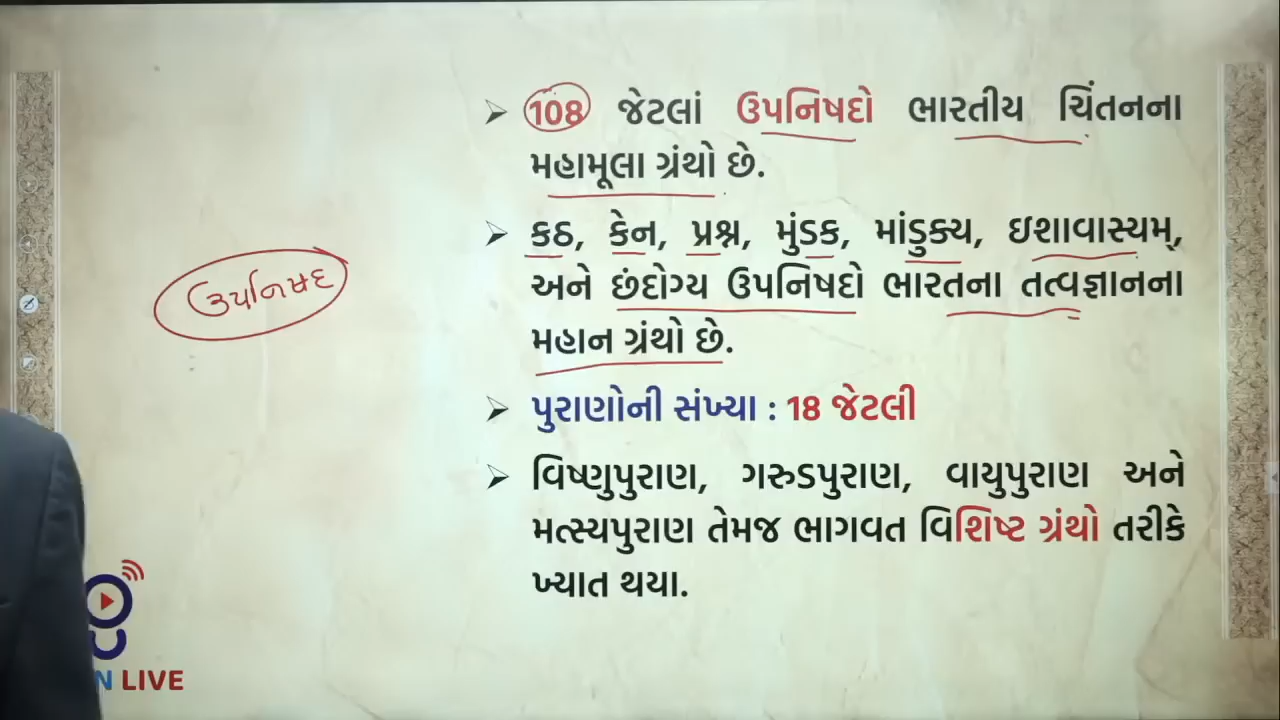 ➢ 108 જેટલાં ઉપનિષદો ભારતીય ચિંતનના
મહામૂલા ગ્રંથો છે.
➢ કઠ, કેન, પ્રશ્ન, મુંડક, માંડુક્ય, ઇશાવાસ્યમ્,
અને છંદોગ્ય ઉપનિષદો ભારતના તત્વજ્ઞાનના
મહાન ગ્રંથો છે.
➢ પુરાણોની સંખ્યા : 18 જેટલી
➢ વિષ્ણુપુરાણ, ગરુડપુરાણ, વાયુપુરાણ અને
મત્સ્યપુરાણ તેમજ ભાગવત વિશિષ્ટ ગ્રંથો તરીકે
ખ્યાત થયા.
ઉપનિષદ
N LIVE